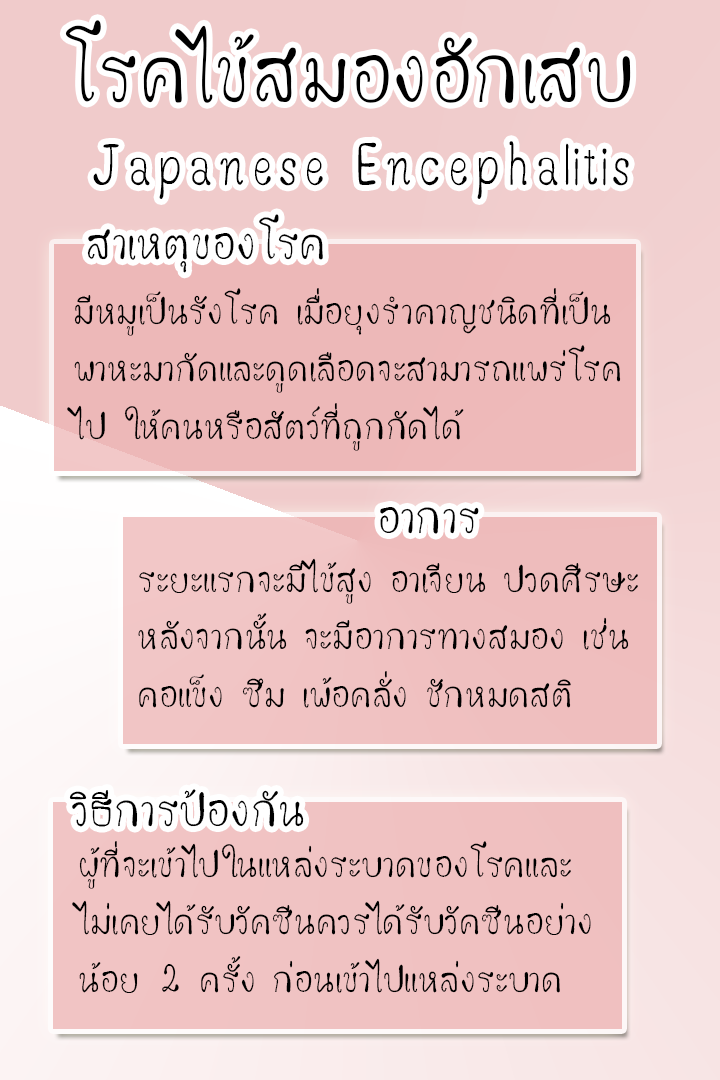 โรคไข้สมองอักเสบ
Japanese Encephalitis
สาเหตุของโรค
มีหมูเป็นรังโรค เมื่อยุงรำคาญชนิดที่เป็น
พาหะมากัดและดูดเลือดจะสามารถแพร่โรค
ไป ให้คนหรือสัตว์ที่ถูกกัดได้
อาการ
ระยะแรกจะมีไข้สูง อาเจียน ปวดศีรษะ
หลังจากนั้น จะมีอาการทางสมอง เช่น
คอแข็ง ซึม เพ้อคลั่ง ชักหมดสติ
วิธีการป้องกัน
ผู้ที่จะเข้าไปในแหล่งระบาดของโรคและ
ไม่เคยได้รับวัคซีนควรได้รับวัคซีนอย่าง
น้อย 2 ครั้ง ก่อนเข้าไปแหล่งระบาด